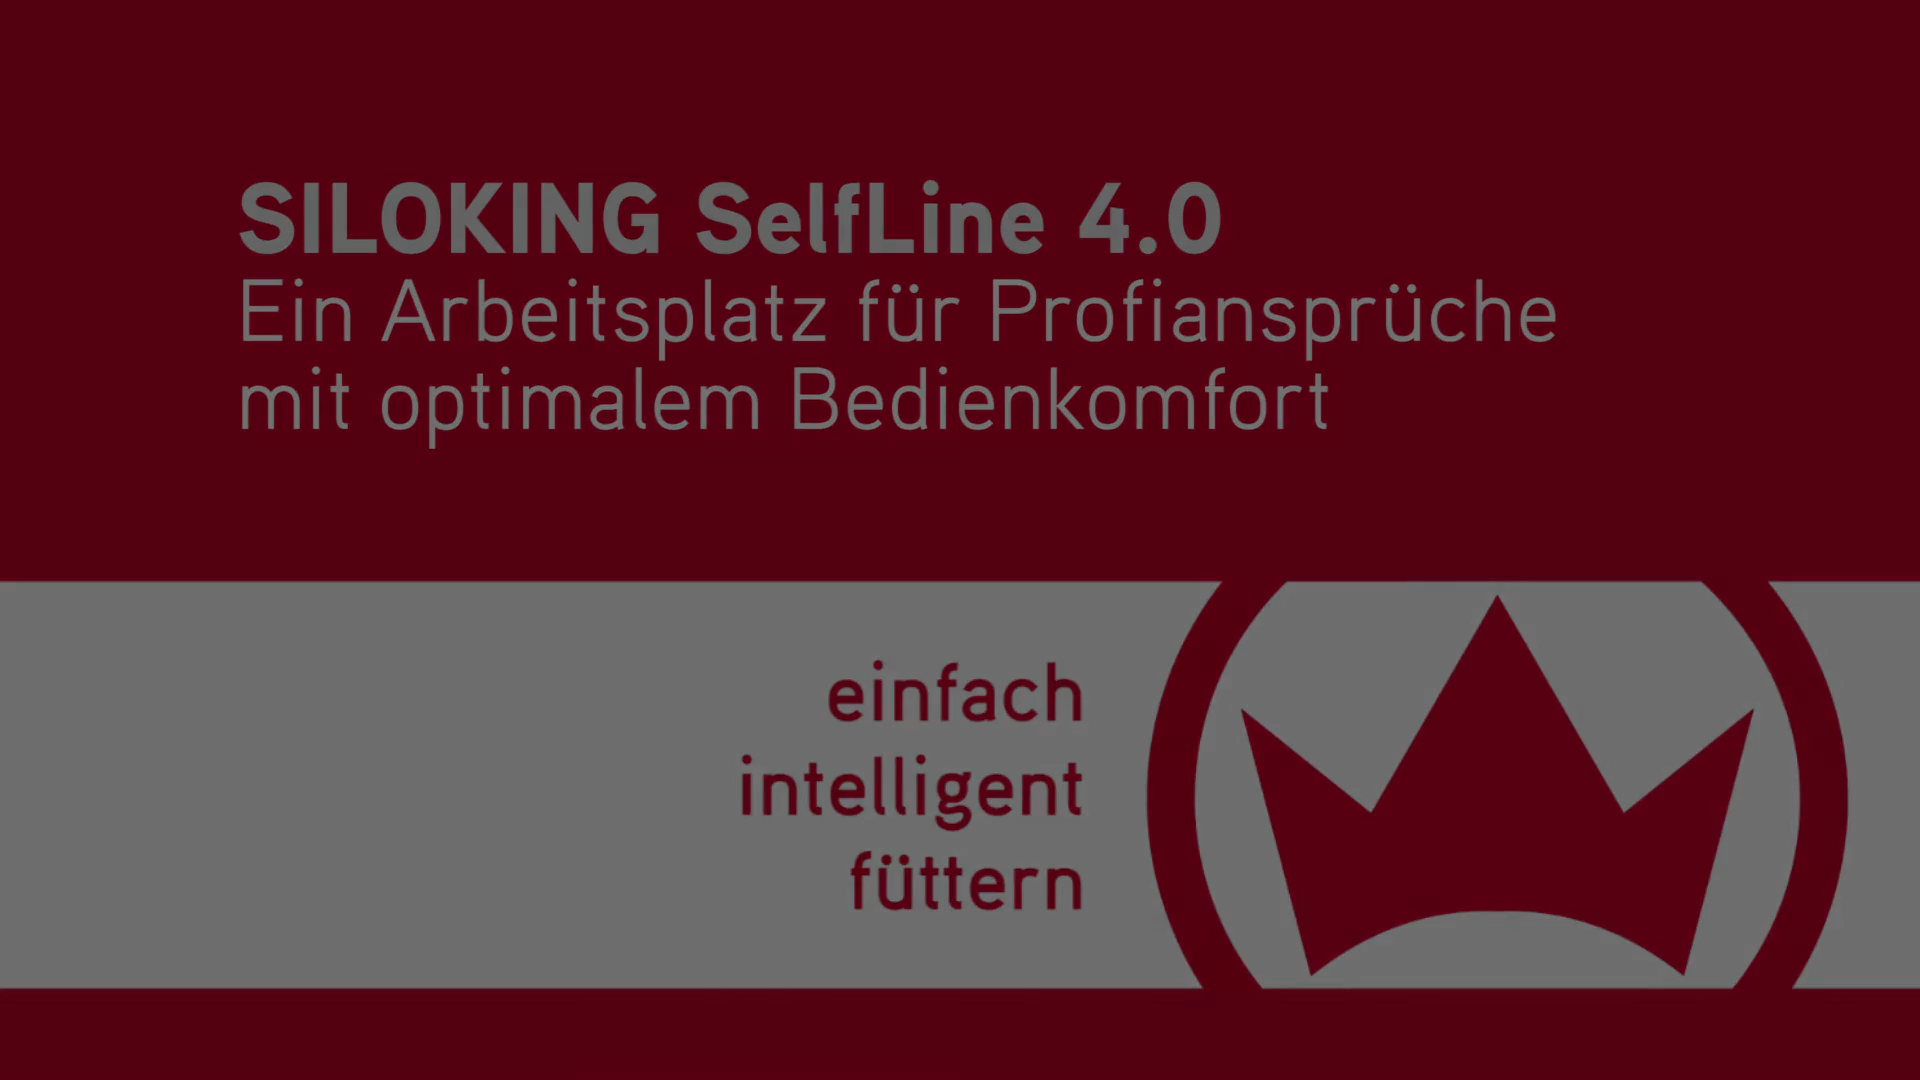 SILOKING SelfLine 4.0
Ein Arbeitsplatz für Profiansprüche
mit optimalem Bedienkomfort
einfach
intelligent
füttern